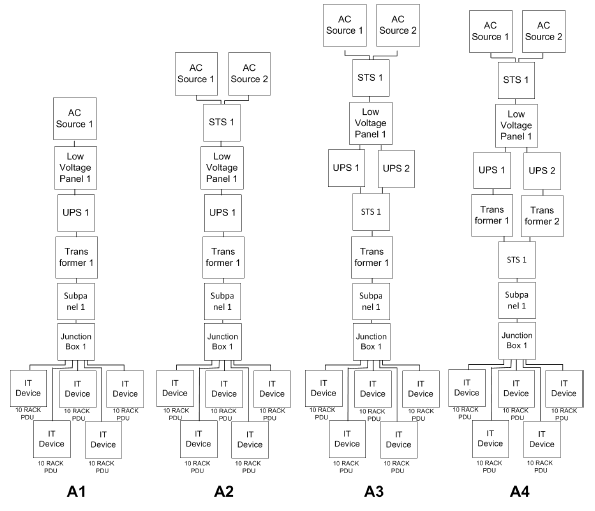 AC
Source 1
Low
Voltage
Panel 1
UPS 1
Trans
former 1
Subpa
nel 1
Junction
Box 1
IT
Device
10 RACK
PDU
IT
Device
10 RACK
PDU
IT
Device
10 RACK
PDU
IT
Device
10 RACK
PDU
IT
Device
10 RACK
PDU
A1
AC
Source 1
AC
Source 2
STS 1
Low
Voltage
Panel 1
UPS 1
Trans
former 1
Subpa
nel 1
Junction
Box 1
IT
Device
10 RACK
PDU
IT
Device
10 RACK
PDU
IT
Device
10 RACK
PDU
IT
Device
10 RACK
PDU
IT
Device
10 RACK
PDU
A2
AC
Source 1
AC
Source 2
STS 1
Low
Voltage
Panel 1
UPS 1
UPS 2
STS 1
Trans
former 1
Subpa
nel 1
Junction
Box 1
IT
Device
10 RACK
PDU
IT
Device
10 RACK
PDU
IT
Device
10 RACK
PDU
IT
Device
10 RACK
PDU
IT
Device
10 RACK
PDU
A3
AC
Source 1
AC
Source 2
STS 1
Low
Voltage
Panel 1
UPS 1
UPS 2
Trans
former 1
Trans
former 2
STS 1
Subpa
nel 1
Junction
Box 1
IT
Device
10 RACK
PDU
IT
Device
10 RACK
PDU
IT
Device
10 RACK
PDU
IT
Device
10 RACK
PDU
IT
Device
10 RACK
PDU
A4